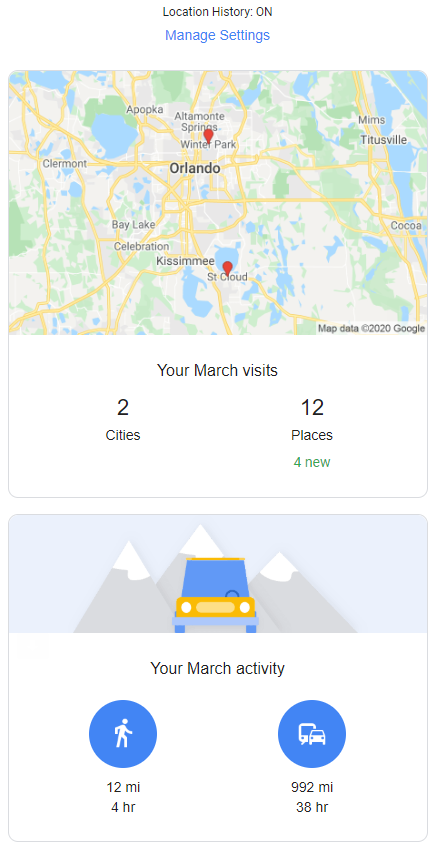 Location History: ON
Manage Settings
Apopka
Altamonte
Springs
Mims
Titusville
Winter Park
Clermont
Orlando
Bay Lake
Cocoa
Celebration
Kissimmee
St Cloud
Map data ©2020 Google
Your March visits
2 12
Cities Places
4 new
Your March activity
12 mi 992 mi
4 hr 38 hr